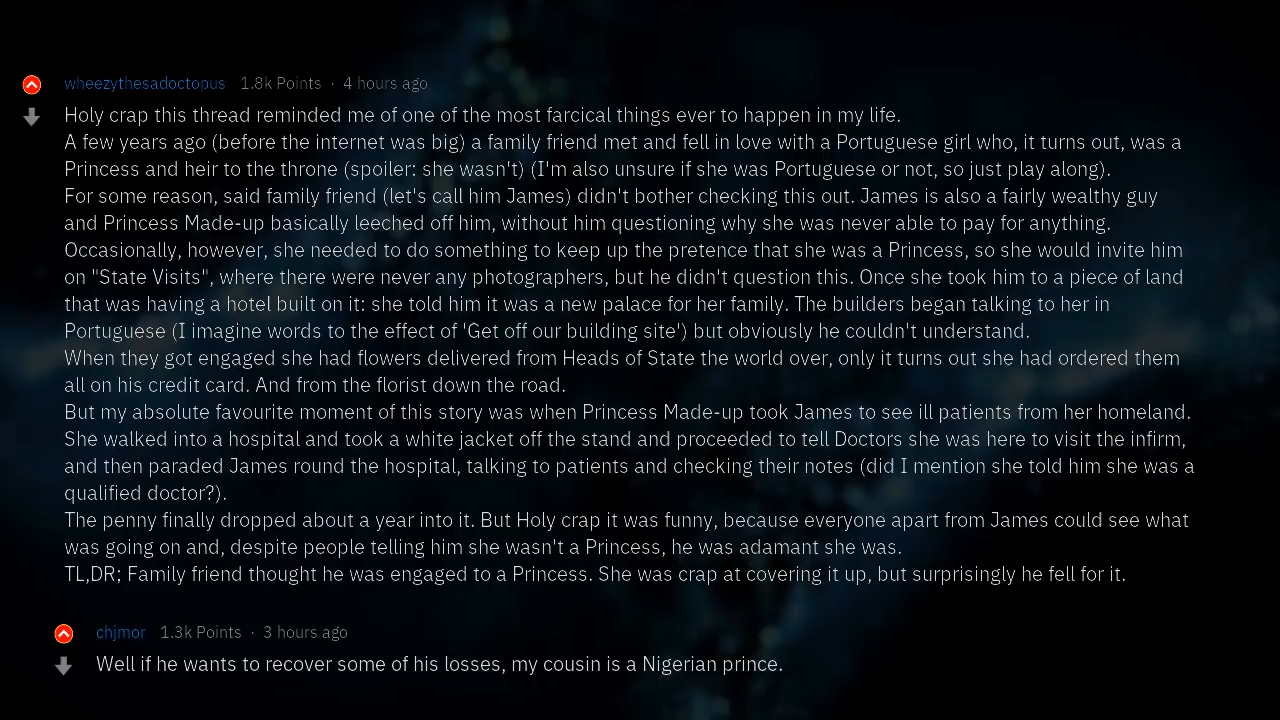 wheezythesadoctopus 1.8k Points · 4 hours ago
Holy crap this thread reminded me of one of the most farcical things ever to happen in my life.
A few years ago (before the internet was big) a family friend met and fell in love with a Portuguese girl who, it turns out, was a
Princess and heir to the throne (spoiler: she wasn't) (I'm also unsure if she was Portuguese or not, so just play along).
For some reason, said family friend (let's call him James) didn't bother checking this out. James is also a fairly wealthy guy
and Princess Made-up basically leeched off him, without him questioning why she was never able to pay for anything.
Occasionally, however, she needed to do something to keep up the pretence that she was a Princess, so she would invite him
on "State Visits", where there were never any photographers, but he didn't question this. Once she took him to a piece of land
that was having a hotel built on it: she told him it was a new palace for her family. The builders began talking to her in
Portuguese (I imagine words to the effect of 'Get off our building site') but obviously he couldn't understand.
When they got engaged she had flowers delivered from Heads of State the world over, only it turns out she had ordered them
all on his credit card. And from the florist down the road.
But my absolute favourite moment of this story was when Princess Made-up took James to see ill patients from her homeland.
She walked into a hospital and took a white jacket off the stand and proceeded to tell Doctors she was here to visit the infirm,
and then paraded James round the hospital, talking to patients and checking their notes (did I mention she told him she was a
qualified doctor?).
The penny finally dropped about a year into it. But Holy crap it was funny, because everyone apart from James could see what
was going on and, despite people telling him she wasn't a Princess, he was adamant she was.
TL,DR; Family friend thought he was engaged to a Princess. She was crap at covering it up, but surprisingly he fell for it.
chjmor 1.3k Points · 3 hours ago
Well if he wants to recover some of his losses, my cousin is a Nigerian prince.